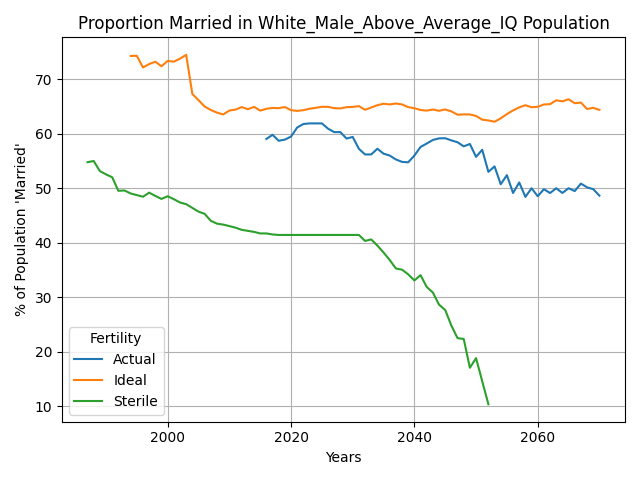 Proportion Married in White_Male_Above_Average_IQ Population
% of Population 'Married'
70
60
50
40
30
20
10
Fertility
Actual
Ideal
Sterile
2000
2020
2040
2060
Years